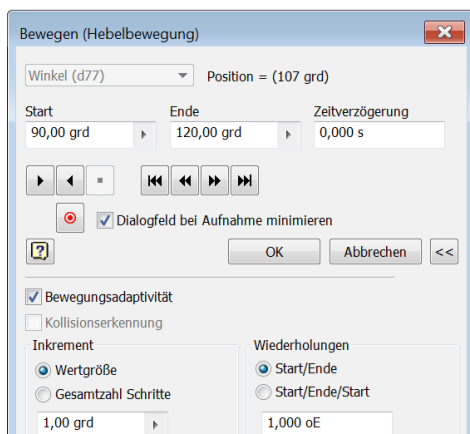 Bewegen (Hebelbewegung)
Winkel (d77) Position = (107 grd)
Start Ende Zeitverzögerung
90,00 grd 120,00 grd 0,000 s
Dialogfeld bei Aufnahme minimieren
OK Abbrechen <<
Bewegungsadaptivität
Kollisionserkennung
Inkrement Wiederholungen
Wertgröße Start/Ende
Gesamtzahl Schritte Start/Ende/Start
1,00 grd 1,000 oE